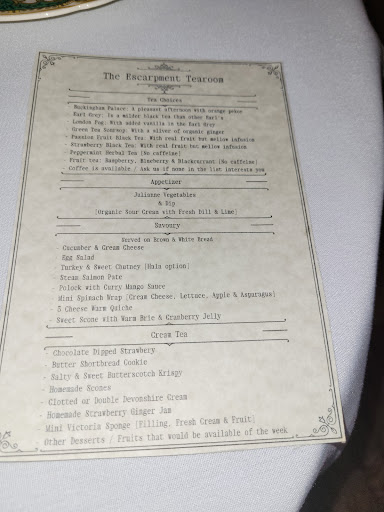 The Escarpment Tearoom
Tea Choices
Buckingham Palace: A pleasant afternoon with orange pekoe
Earl Grey: Is a milder black tea than other Earl's
London Fog: With added vanilla in the Earl Grey
- Green Tea Sourscp: With a sliver of organic ginger
- Passion Fruit Black Tea: With real fruit but mellow infusion
- Strawberry Black Tea: With real fruit but mellow infusion
- Peppermint Herbal Tea [No caffeine]
- Fruit tea: Raspberry, Blueberry & Blackcurrant [No caffeine]
- Coffee is available / Ask us if none in the list interests you
Appetizer
Julianne Vegetables
& Dip
[Organic Sour Cream with Fresh Dill & Lime]
Savoury
Served on Brown & White Bread
- Cucumber & Cream Cheese
- Egg Salad
- Turkey & Sweet Chutney [Hala option]
- Steam Salmon Pate
- Polock with Curry Mango Sauce
- Mini Spinach Wrap [Cream Cheese, Lettuce, Apple & Asparagus]
- 5 Cheese Warm Quiche
- Sweet Scone with Warm Brie & Cranberry Jelly
Cream Tea
- Chocolate Dipped Strawbery
- Butter Shortbread Cookie
- Salty & Sweet Butterscotch Krispy
- Homemade Scones
- Clotted or Double Devonshire Cream
- Homemade Strawberry Ginger Jam
Mini Victoria Sponge [Filling, Fresh Cream & Fruit]
Other Desserts / Fruits that would be available of the week